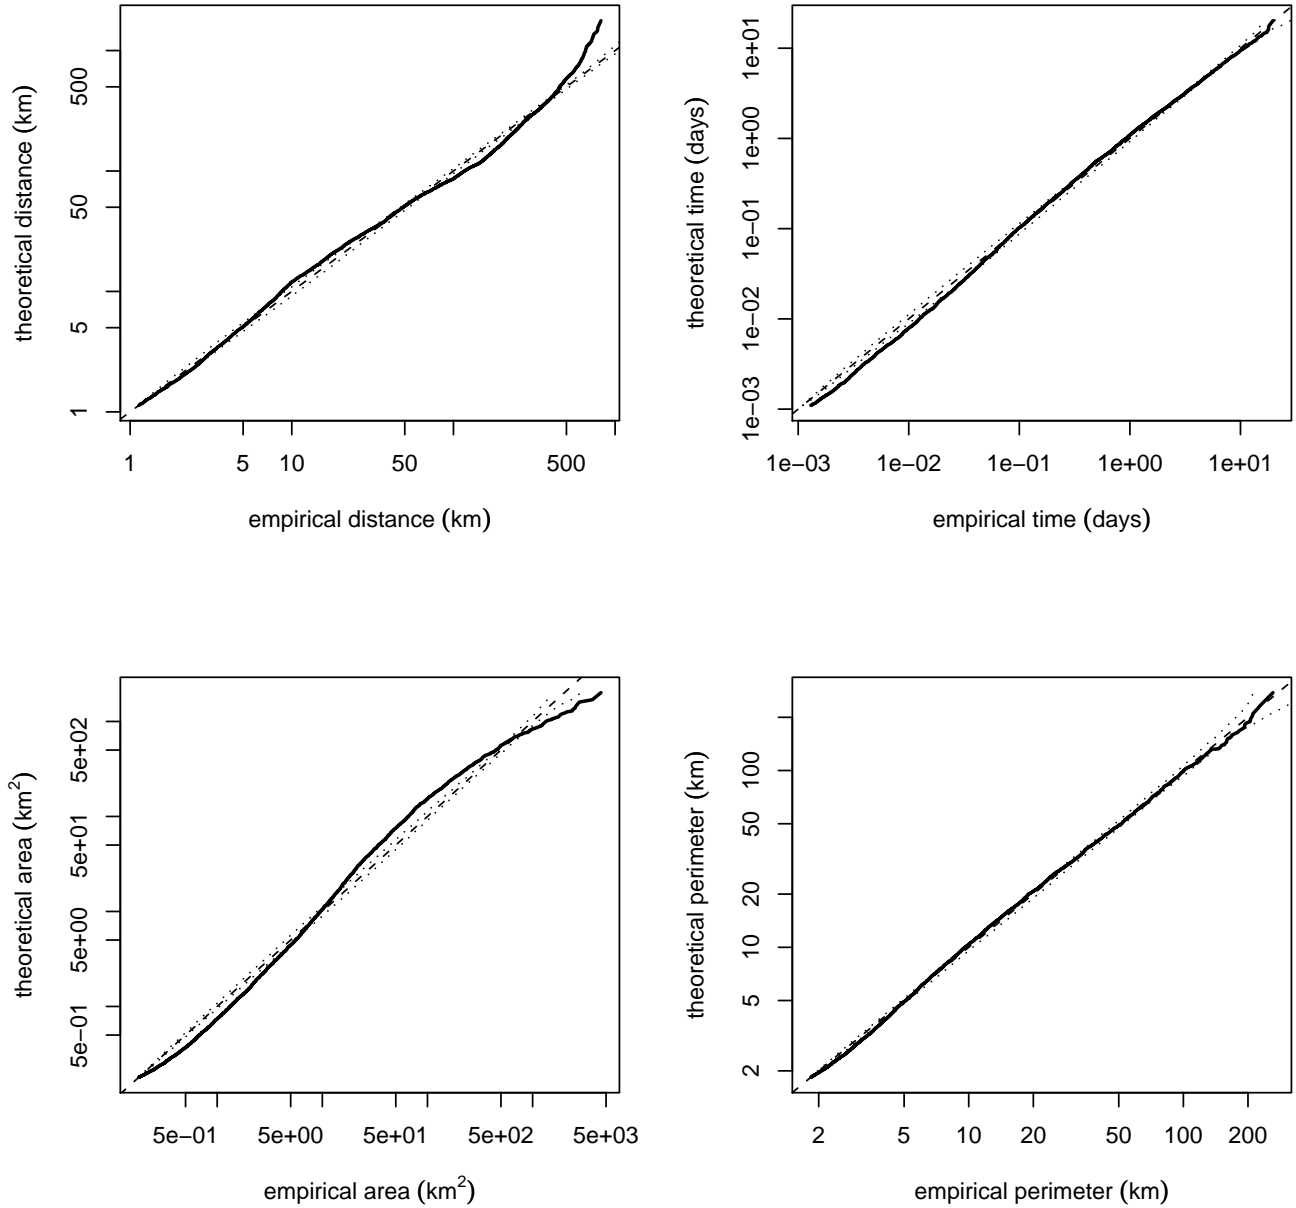 theoretical distance (km)
500
50
5
1
1 5 10 50 500
empirical distance (km)
theoretical time (days)
1e+01
1e+00
1e−01
1e−02
1e−03
1e−03 1e−02 1e−01 1e+00 1e+01
empirical time (days)
theoretical area (km²)
5e+02
5e+01
5e+00
5e−01
5e−01 5e+00 5e+01 5e+02 5e+03
empirical area (km²)
theoretical perimeter (km)
100
50
20
10
5
2
2 5 10 20 50 100 200
empirical perimeter (km)